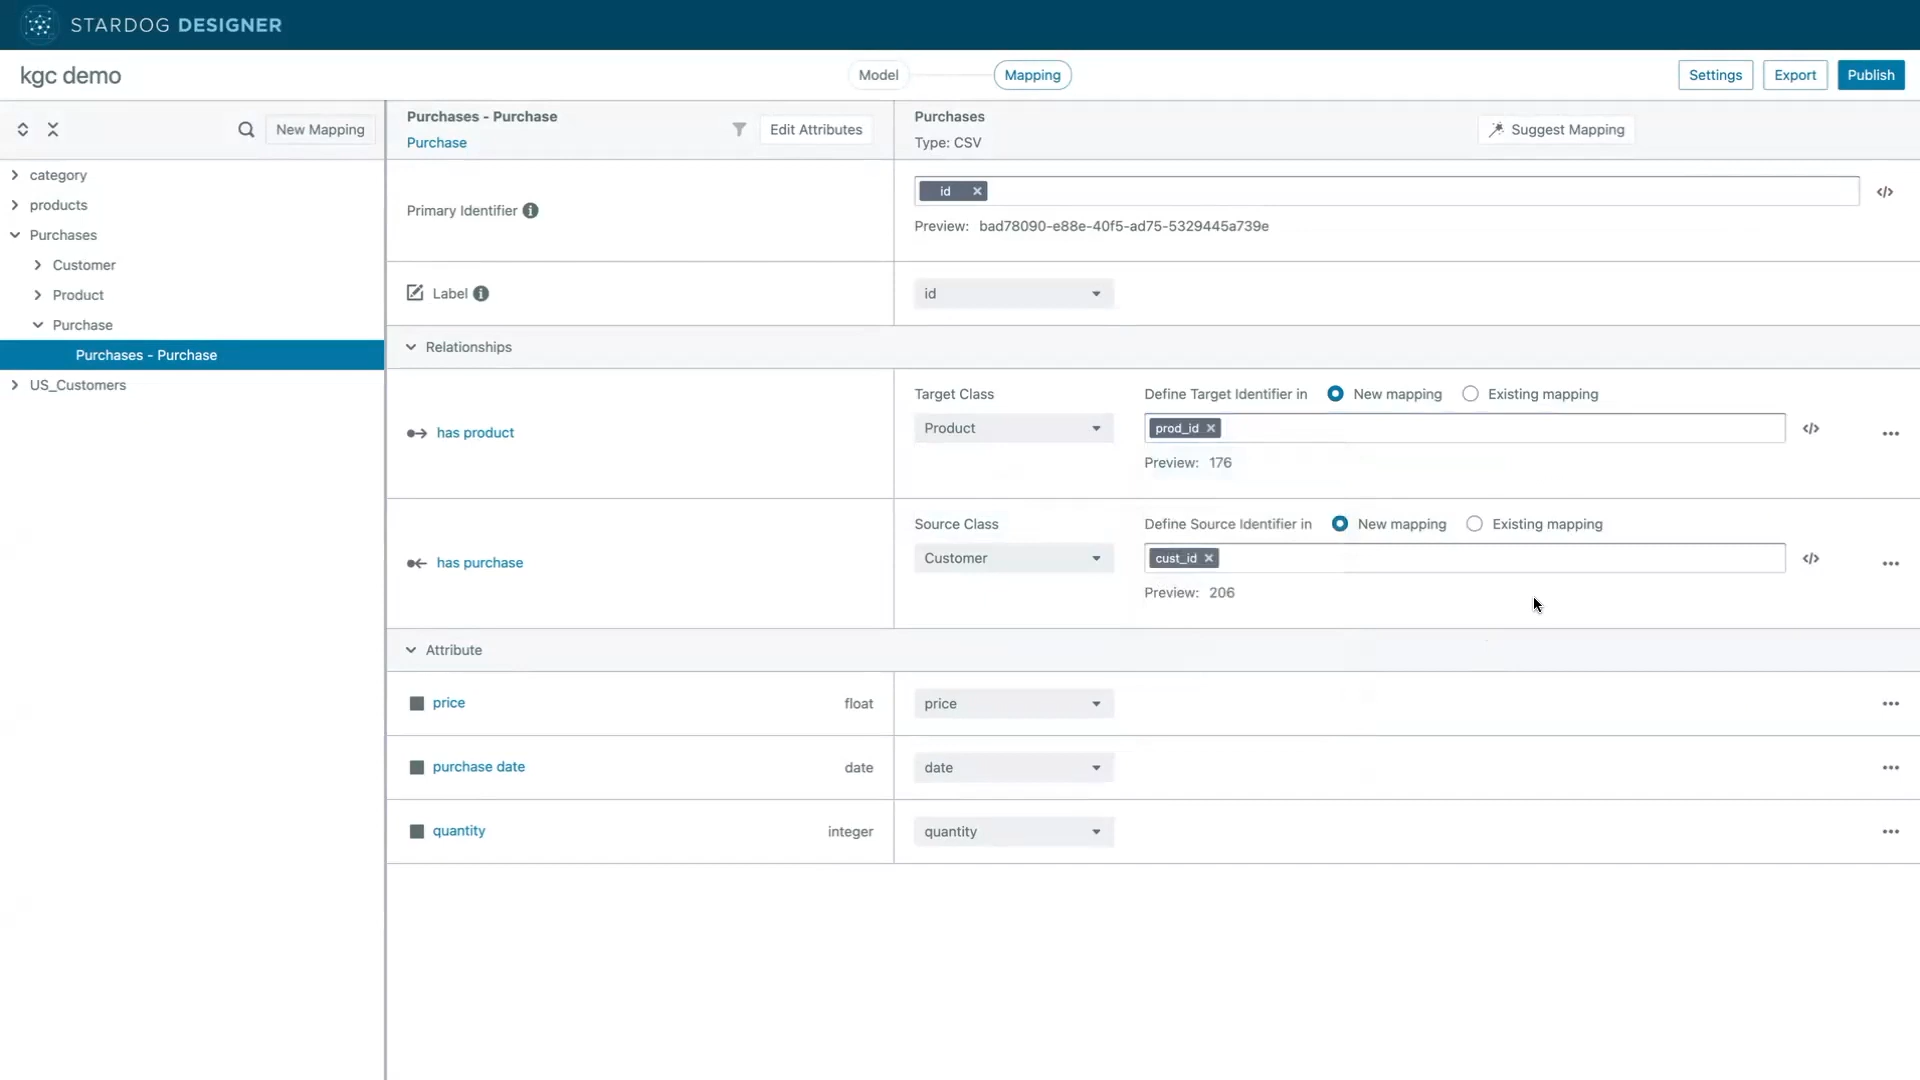 STARDOG DESIGNER
kgc demo
Model
Mapping
Settings
Export
Publish
New Mapping
category
products
Purchases
Customer
Product
Purchase
Purchases - Purchase
US_Customers
Purchases - Purchase
Purchase
Edit Attributes
Purchases
Type: CSV
Suggest Mapping
Primary Identifier
id
Preview: bad78090-e88e-40f5-ad75-5329445a739e
Label
id
Relationships
has product
Target Class
Product
Define Target Identifier in New mapping Existing mapping
prod_id
Preview: 176
has purchase
Source Class
Customer
Define Source Identifier in New mapping Existing mapping
cust_id
Preview: 206
Attribute
price float price
purchase date date date
quantity integer quantity